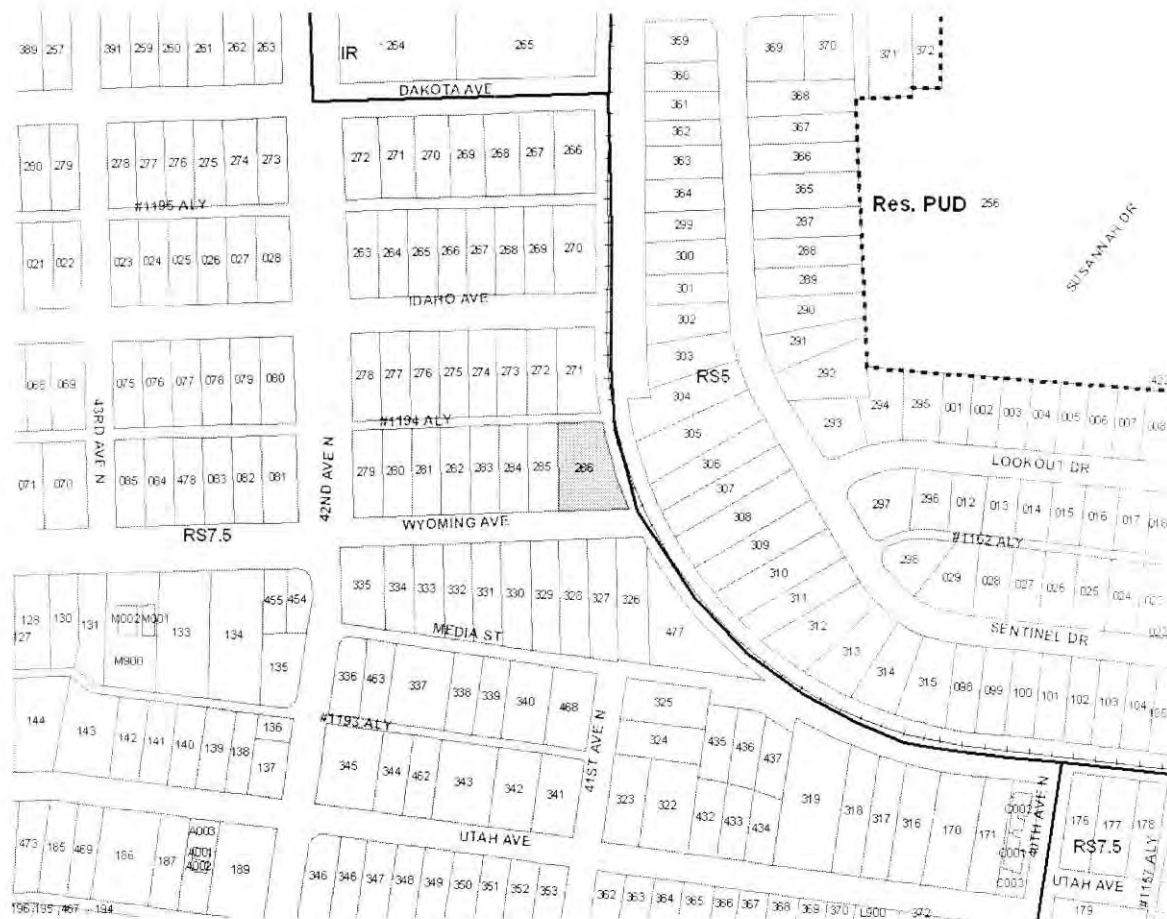 389 257 391 259 260 261 262 263 IR 264 265 359 369 370 371 372
DAKOTA AVE
366 368
361 367
362
280 279 278 277 276 275 274 273 272 271 270 269 268 267 266 363 366
#1195 ALY
364 365
Res. PUD 256
299 287
021 022 023 024 025 026 027 028 263 264 265 266 267 268 269 270 300 288
SUSANNAH DR
301 289
IDAHO AVE
302 290
303 291
069 075 076 077 078 079 080 278 277 276 275 274 273 272 271 292
RS5
304
43RD AVE N
#1194 ALY
294 295 001 002 003 004 005 006 007 008
305 293
42ND AVE N
071 070 085 084 478 083 082 081 279 280 281 282 283 284 285 286 306
LOOKOUT DR
307
297 296 012 013 014 015 016 017 018
RS7.5
WYOMING AVE
308
#1162 ALY
309 298
310 029 028 027 026 025 024
335 334 333 332 331 330 329 328 327 326 311
455 454
128 130 131 M002 M001 133 134
127
MEDIA ST
477 312
SENTINEL DR
M900 135 313
336 463 337 338 339 340 468 314 315 098 099 100 101 102 103 104
325
144 143 142 141 140 139 138 136
#1193 ALY
41ST AVE N
324 435 436 437
137
345 344 462 343 342 341 323 322 432 433 434 319 318 317 316 170 171
40TH AVE N
C002
C001
C003
176 177 178
RS7.5
#1157 ALY
UTAH AVE
473 185 469 186 187 A003 189
A001
A002
UTAH AVE
346 346 347 348 349 350 351 352 353 362 363 364 365 366 367 368 369 370 L900 372 179
196 195 467 194